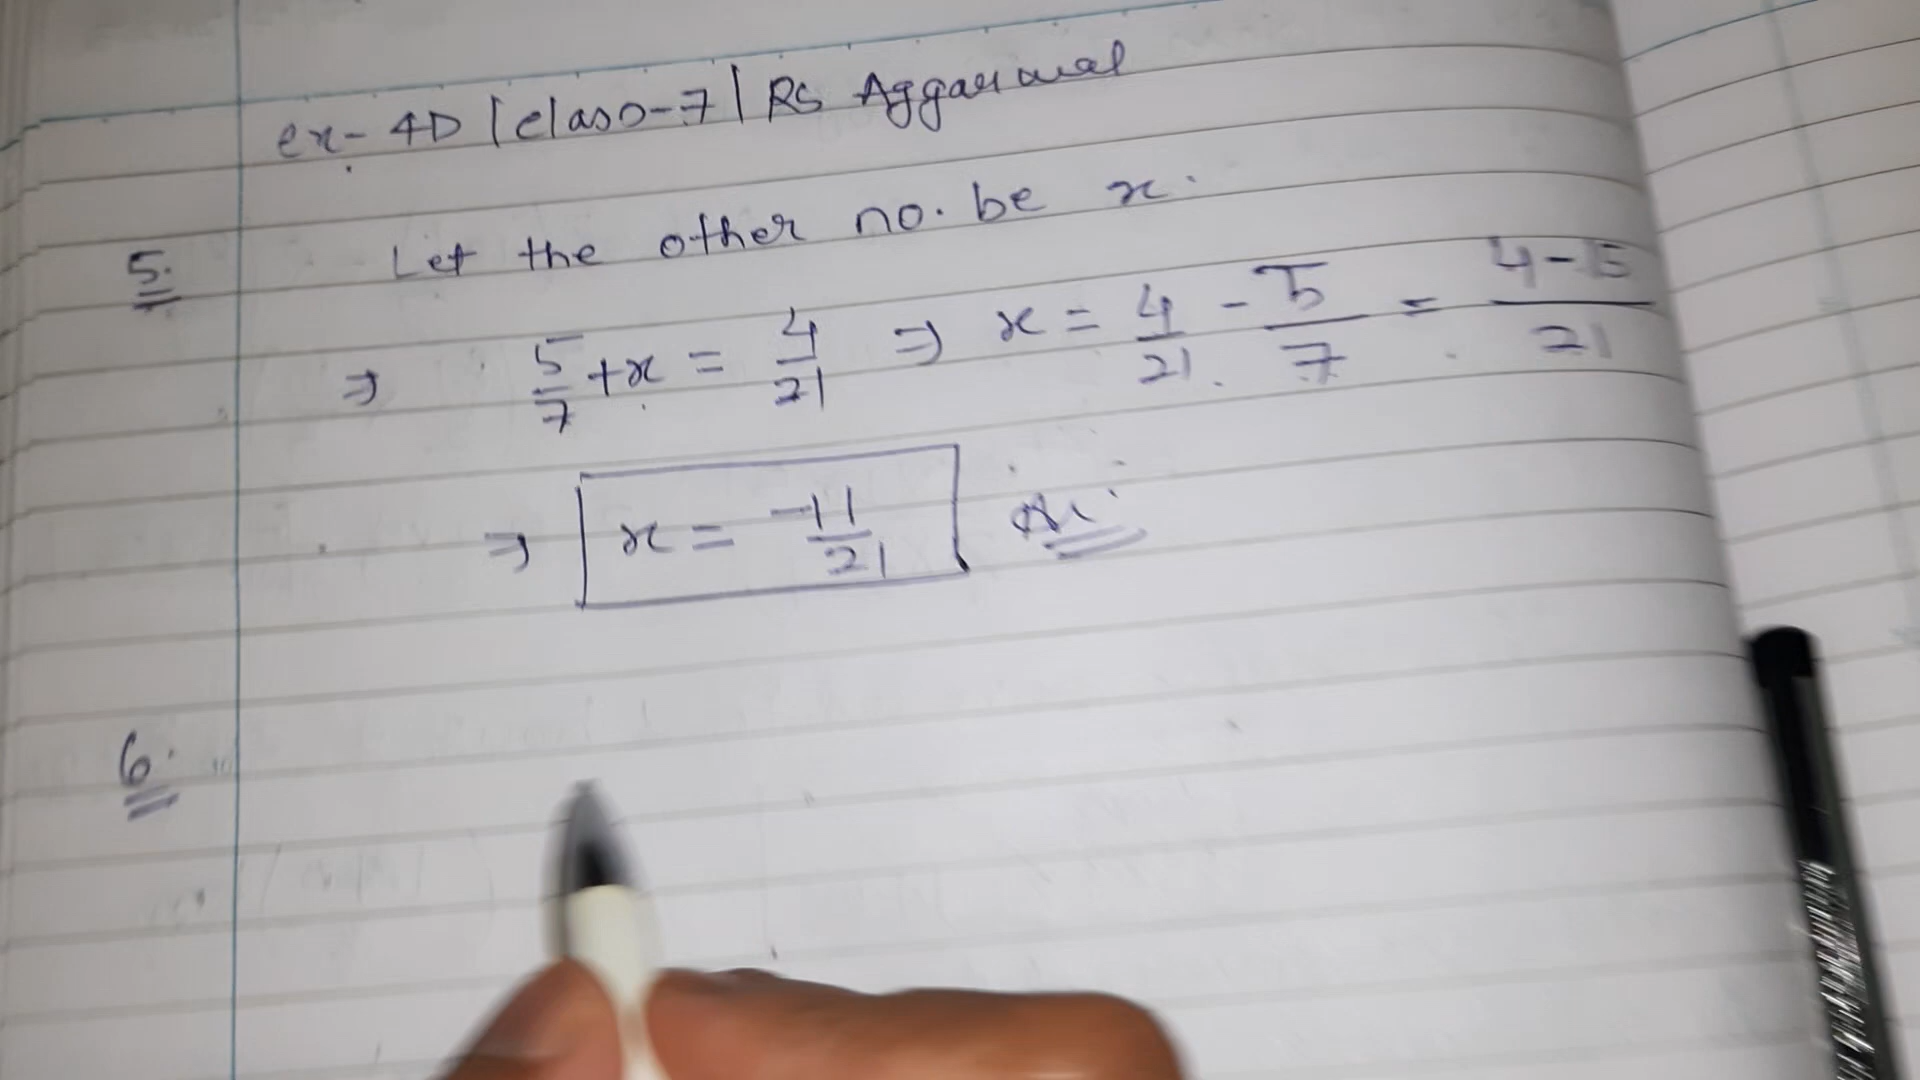 ex- 4D | class-7 | RS Aggarwal
5. Let the other no. be x.
⇒ 5/7 + x = 4/21 ⇒ x = 4/21 - 5/7 = 4-15/21
⇒ x = -11/21 Ans
6.